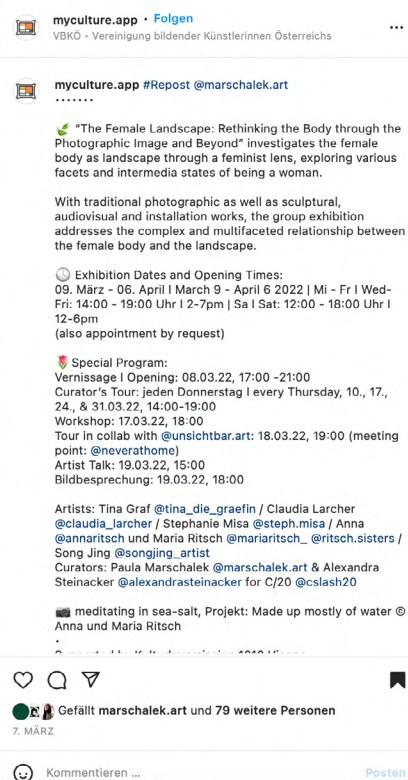 myculture.app • Folgen
VBKÖ - Vereinigung bildender Künstlerinnen Österreichs
myculture.app #Repost @marschalek.art
•••••••
🌿 "The Female Landscape: Rethinking the Body through the
Photographic Image and Beyond" investigates the female
body as landscape through a feminist lens, exploring various
facets and intermedia states of being a woman.
With traditional photographic as well as sculptural,
audiovisual and installation works, the group exhibition
addresses the complex and multifaceted relationship between
the female body and the landscape.
🕒 Exhibition Dates and Opening Times:
09. März - 06. April I March 9 - April 6 2022 | Mi - Fr I Wed-
Fri: 14:00 - 19:00 Uhr I 2-7pm | Sa I Sat: 12:00 - 18:00 Uhr I
12-6pm
(also appointment by request)
🌷 Special Program:
Vernissage I Opening: 08.03.22, 17:00 -21:00
Curator's Tour: jeden Donnerstag I every Thursday, 10., 17.,
24., & 31.03.22, 14:00-19:00
Workshop: 17.03.22, 18:00
Tour in collab with @unsichtbar.art: 18.03.22, 19:00 (meeting
point: @neverathome)
Artist Talk: 19.03.22, 15:00
Bildbesprechung: 19.03.22, 18:00
Artists: Tina Graf @tina_die_graefin / Claudia Larcher
@claudia_larcher / Stephanie Misa @steph.misa / Anna
@annaritsch und Maria Ritsch @mariaritsch_ @ritsch.sisters /
Song Jing @songjing_artist
Curators: Paula Marschalek @marschalek.art & Alexandra
Steinacker @alexandrasteinacker for C/20 @cslash20
📷 meditating in sea-salt, Projekt: Made up mostly of water ©
Anna und Maria Ritsch
•
Gefällt marschalek.art und 79 weitere Personen
7. MÄRZ
Kommentieren ...
Posten